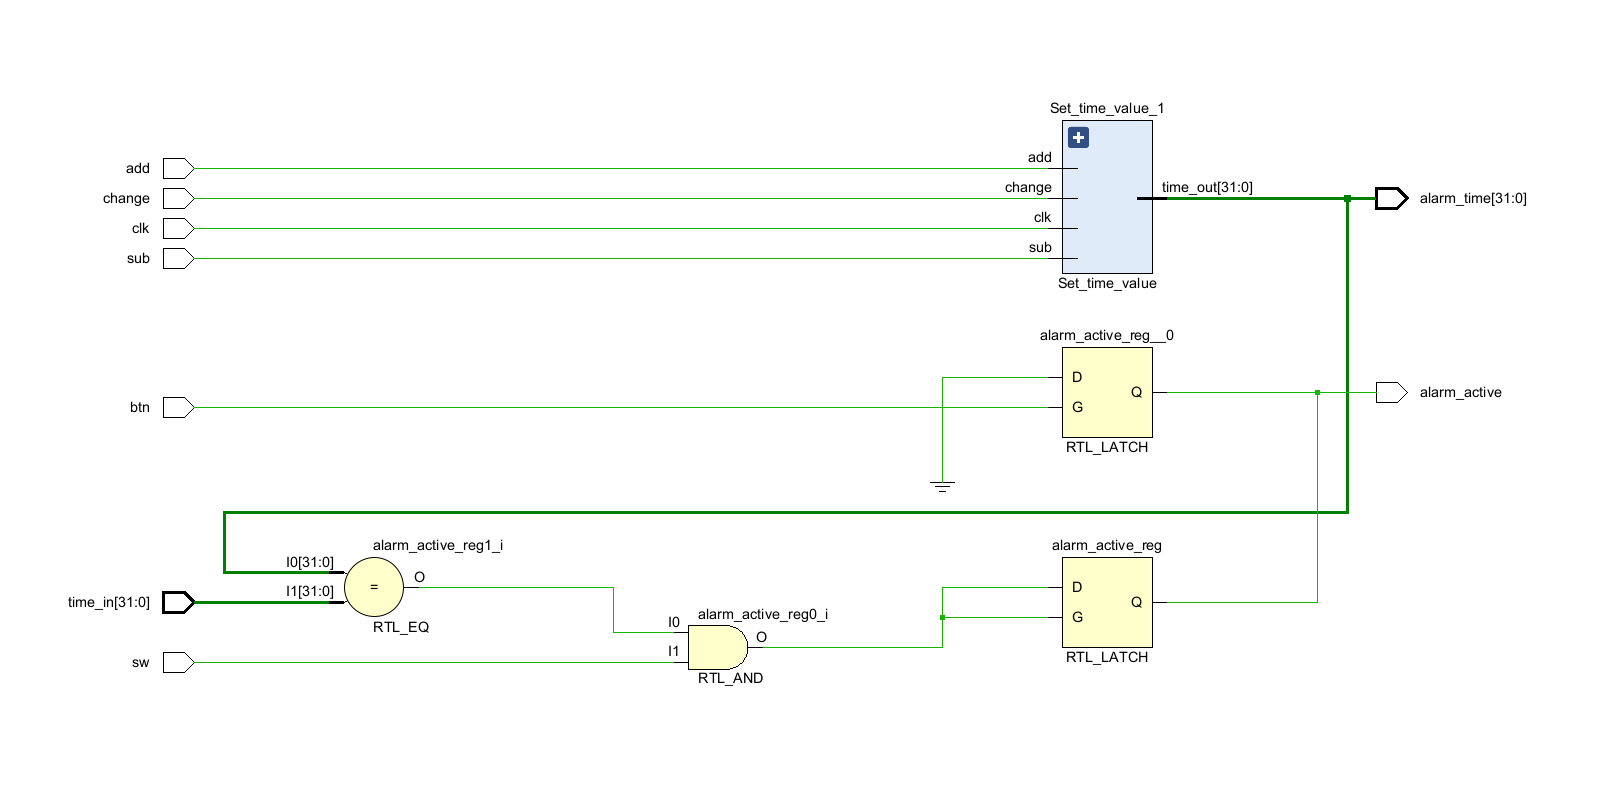 Set_time_value_1
add
add
change
change
time_out[31:0]
alarm_time[31:0]
clk
clk
sub
sub
Set_time_value
alarm_active_reg__0
D
Q
alarm_active
btn
G
RTL_LATCH
alarm_active_reg1_i
alarm_active_reg
I0[31:0]
=
O
D
I1[31:0]
time_in[31:0]
Q
RTL_EQ
alarm_active_reg0_i
I0
G
O
I1
sw
RTL_LATCH
RTL_AND